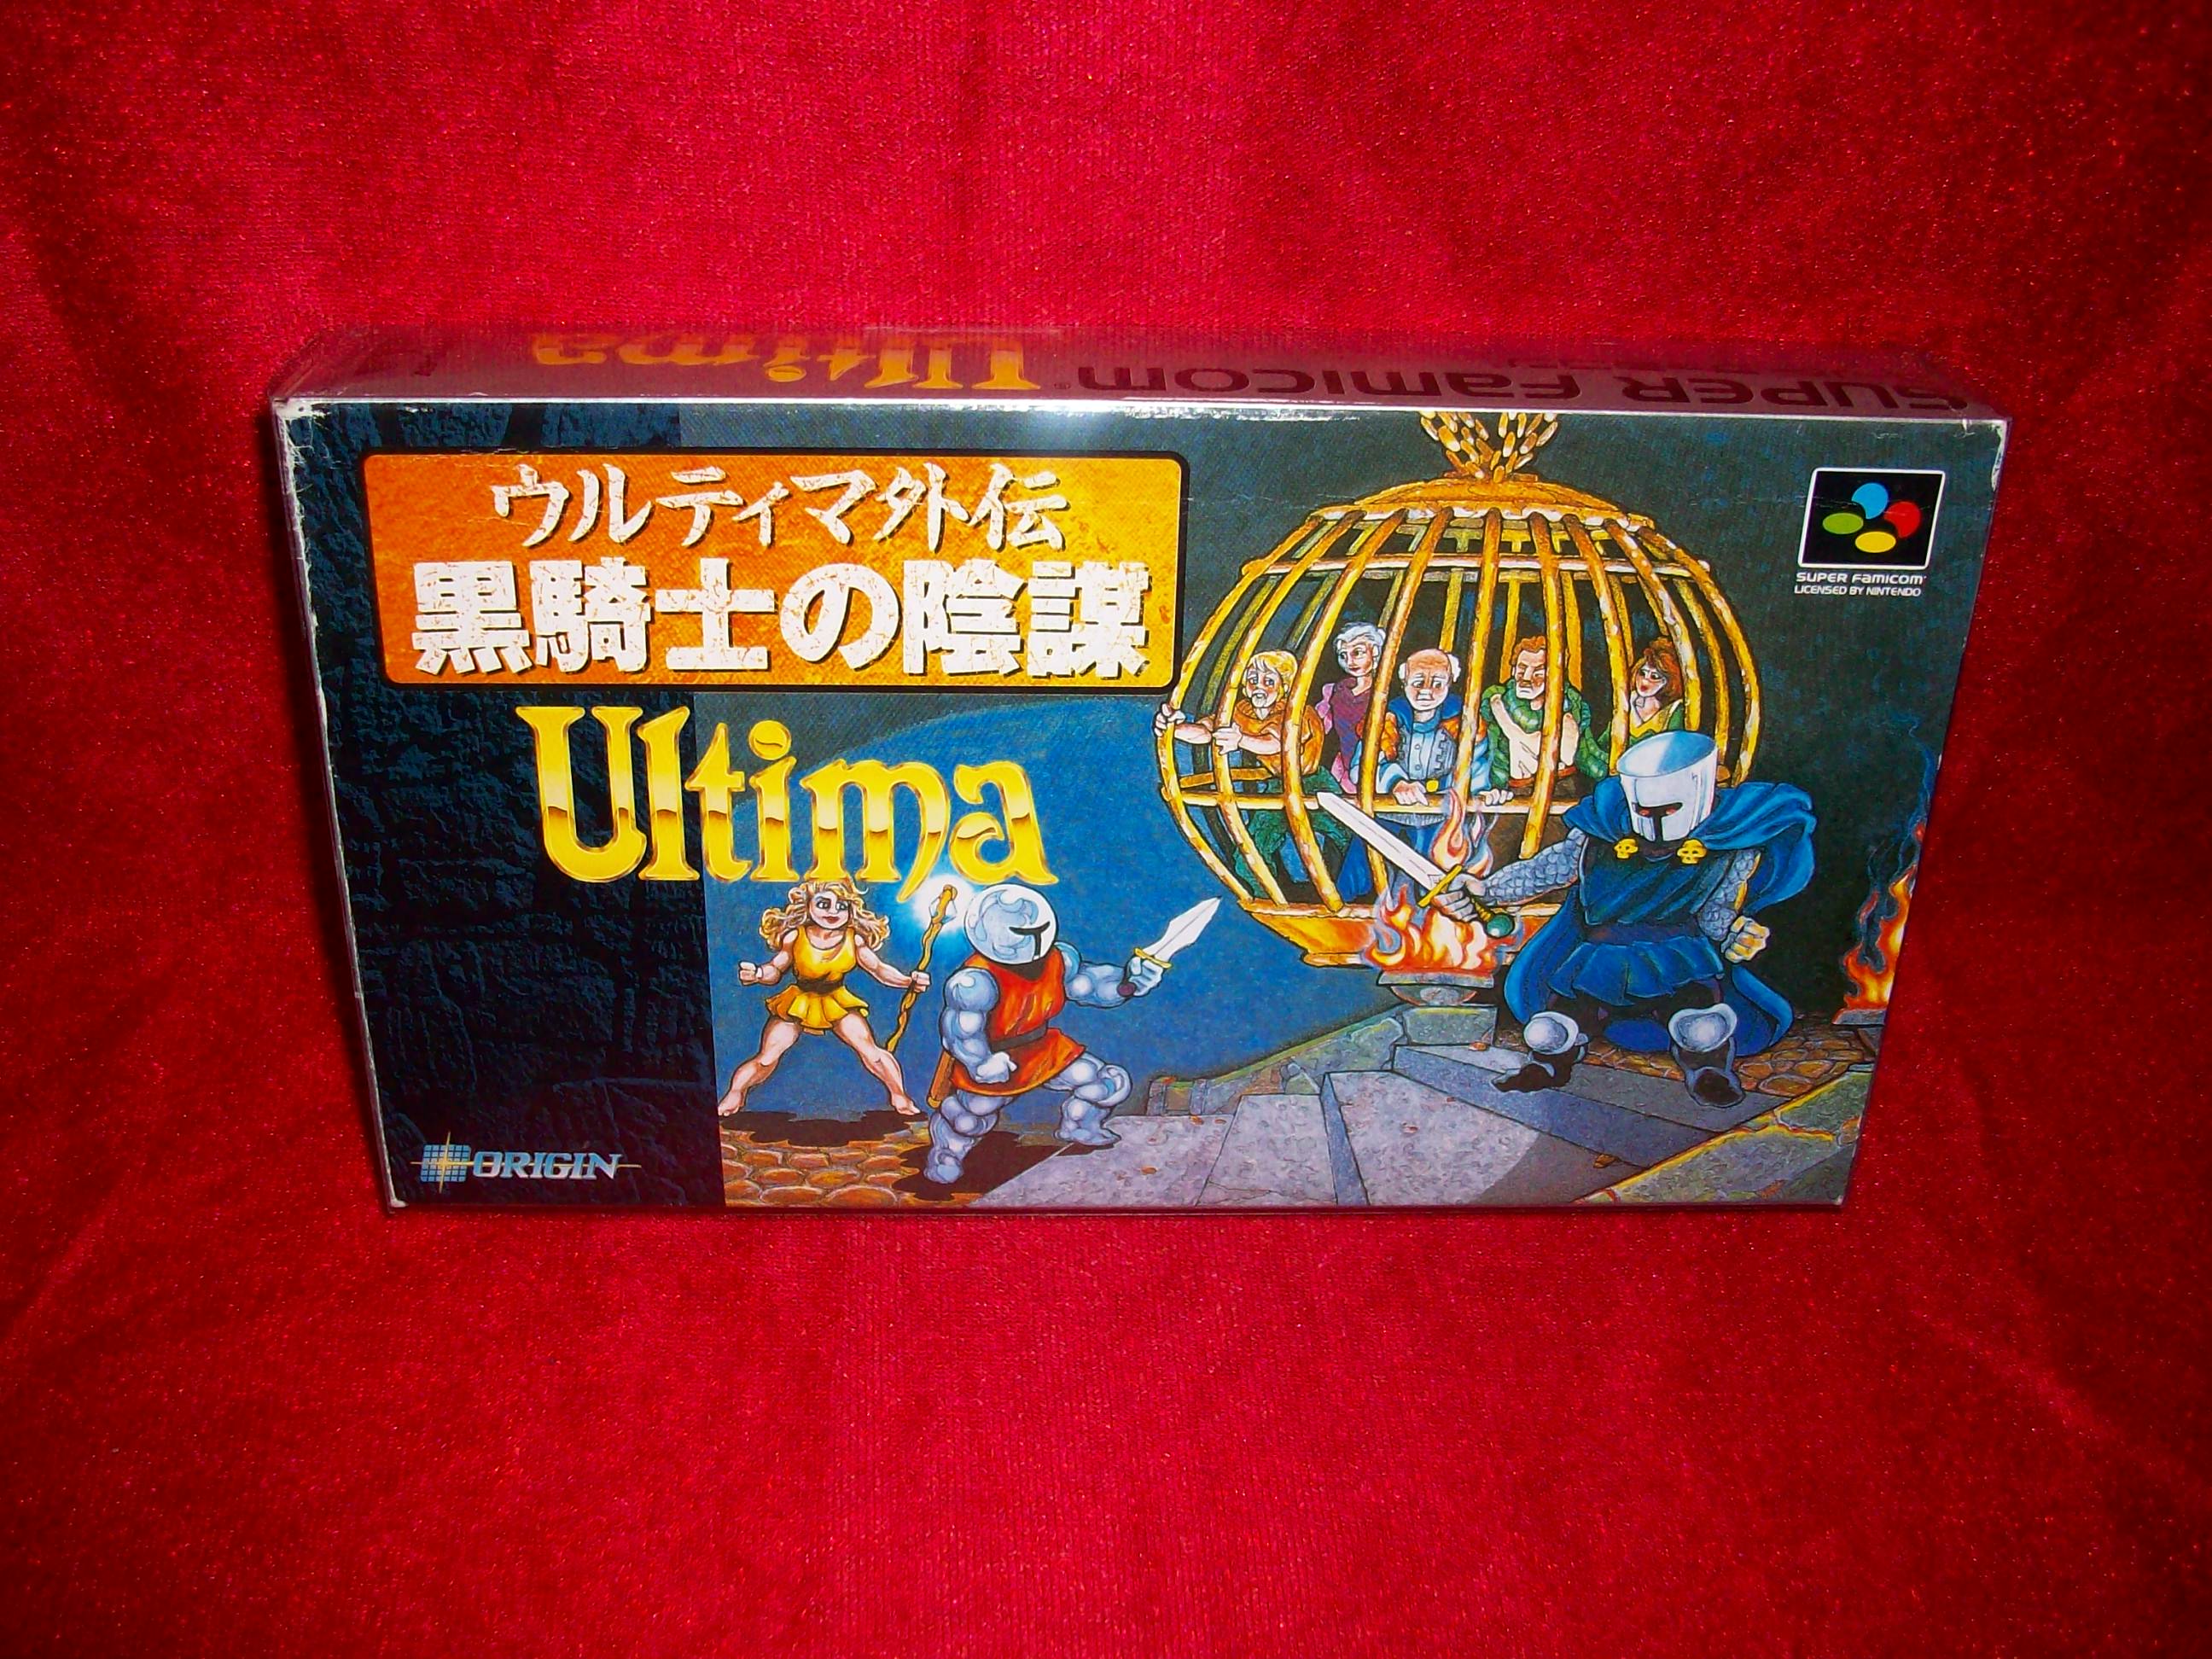 Ultima SUPER FAMICOM
ウルティマ外伝
黒騎士の陰謀
Ultima
SUPER FAMICOM
LICENSED BY NINTENDO
ORIGIN